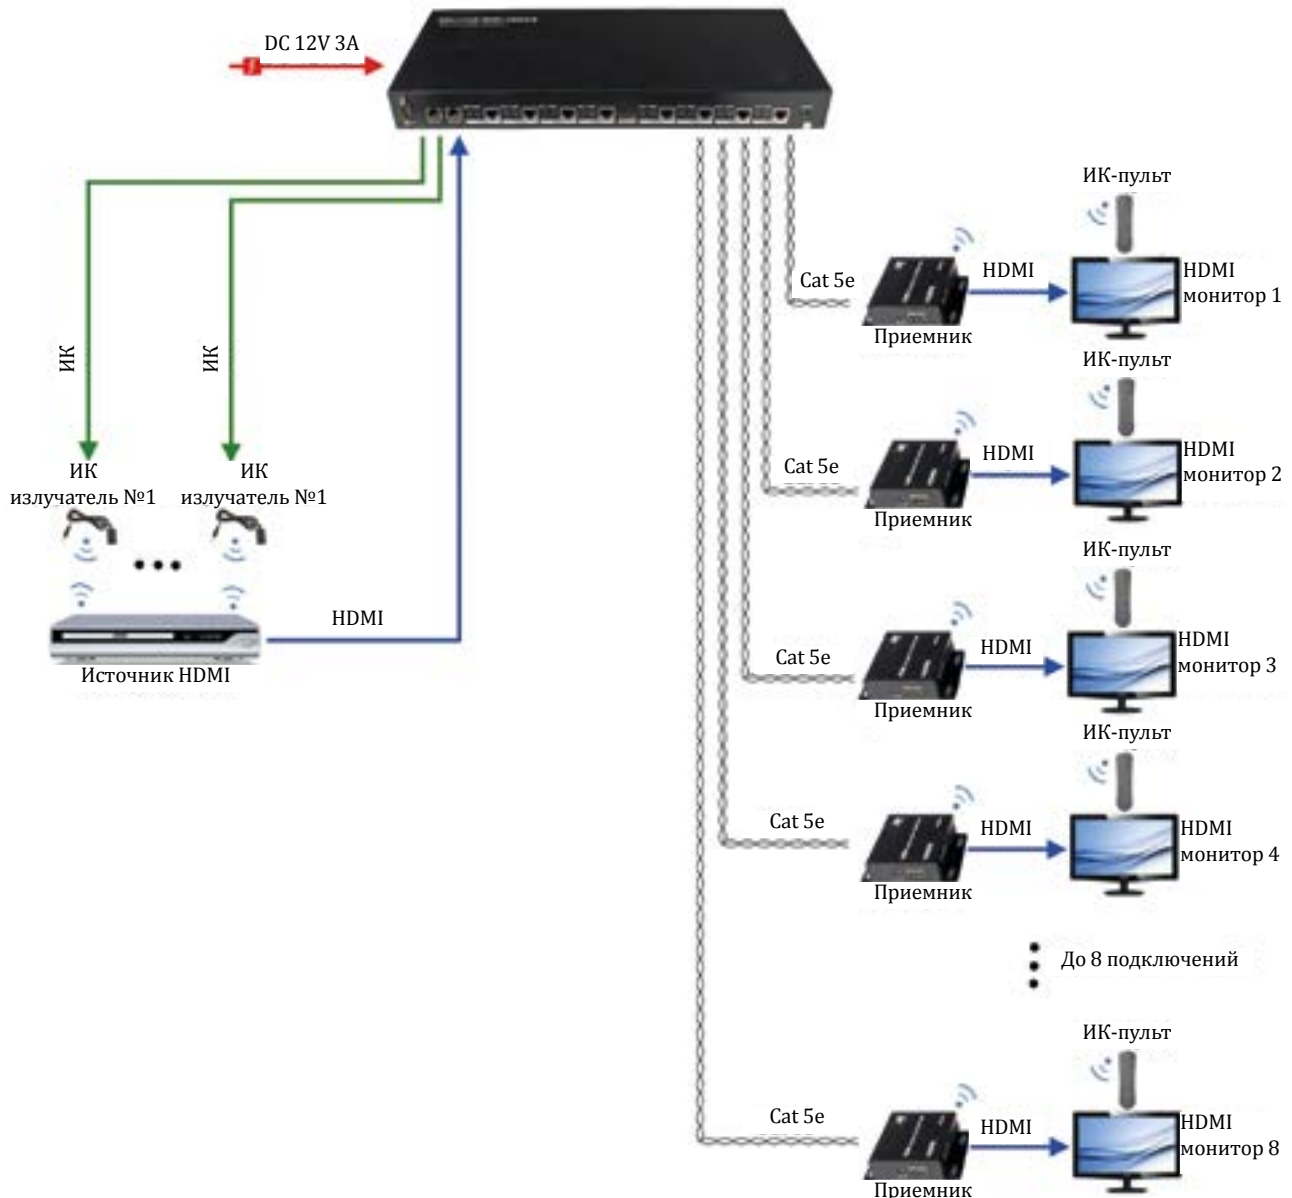 DC 12V 3A
ИК
ИК
ИК
излучатель №1
ИК
излучатель №1
HDMI
Источник HDMI
ИК-пульт
Cat 5e
HDMI
HDMI
монитор 1
Приемник
ИК-пульт
Cat 5e
HDMI
HDMI
монитор 2
Приемник
ИК-пульт
Cat 5e
HDMI
HDMI
монитор 3
Приемник
ИК-пульт
Cat 5e
HDMI
HDMI
монитор 4
Приемник
До 8 подключений
ИК-пульт
Cat 5e
HDMI
HDMI
монитор 8
Приемник